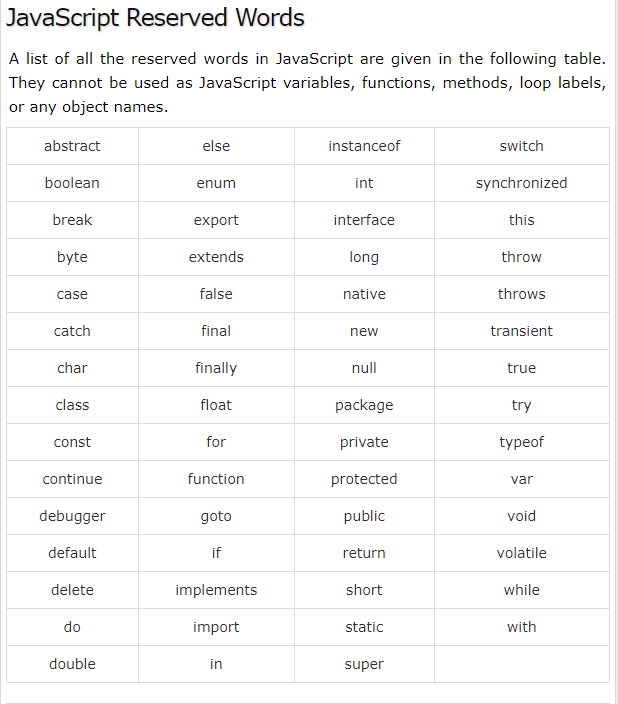 JavaScript Reserved Words
A list of all the reserved words in JavaScript are given in the following table.
They cannot be used as JavaScript variables, functions, methods, loop labels,
or any object names.
abstract else instanceof switch
boolean enum int synchronized
break export interface this
byte extends long throw
case false native throws
catch final new transient
char finally null true
class float package try
const for private typeof
continue function protected var
debugger goto public void
default if return volatile
delete implements short while
do import static with
double in super